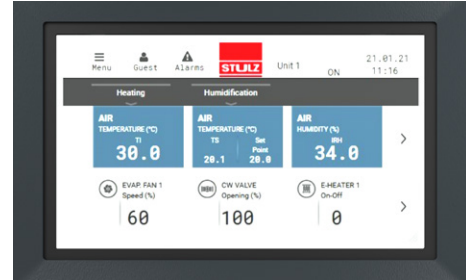 Menu Guest Alarms STULZ Unit 1 ON 21.01.21
11:16
Heating Humidification
AIR AIR AIR
TEMPERATURE (°C) TEMPERATURE (°C) HUMIDITY (%)
TI TS Set IRH
Point
30.0 20.1 20.0 34.0
EVAP. FAN 1 CW VALVE E-HEATER 1
Speed (%) Opening (%) On-Off
60 100 0